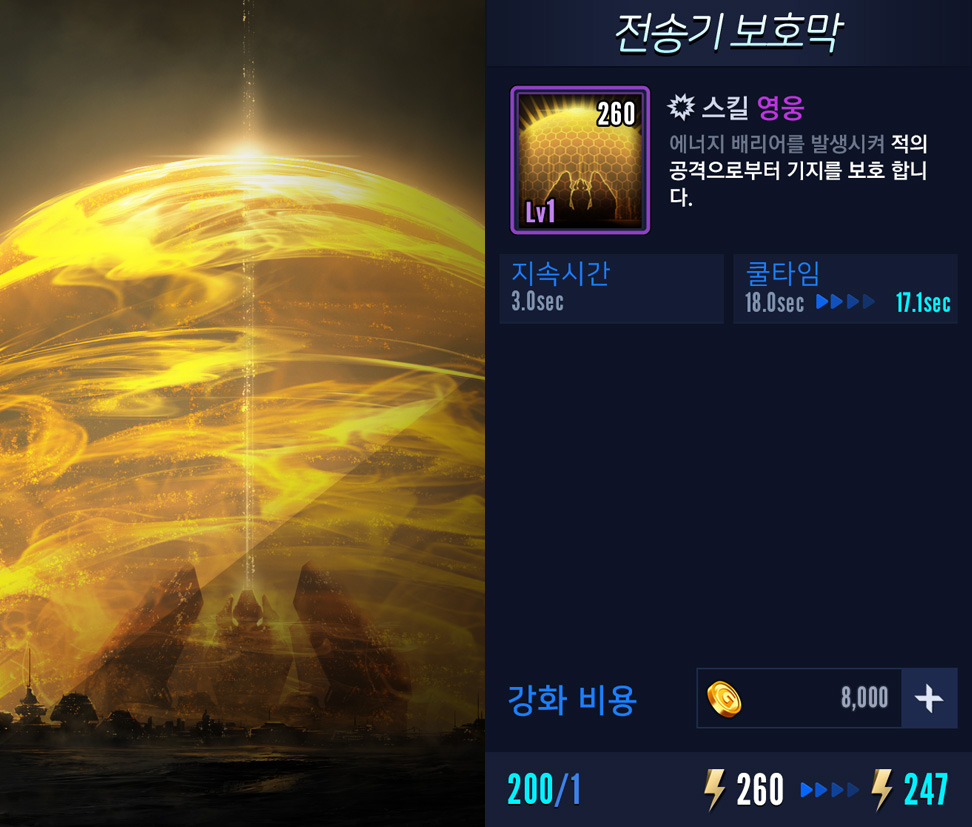 전송기 보호막
260
Lv1
스킬 영웅
에너지 배리어를 발생시켜 적의
공격으로부터 기지를 보호 합니
다.
지속시간
3.0sec
쿨타임
18.0sec 17.1sec
강화 비용
8,000
200/1
260 247